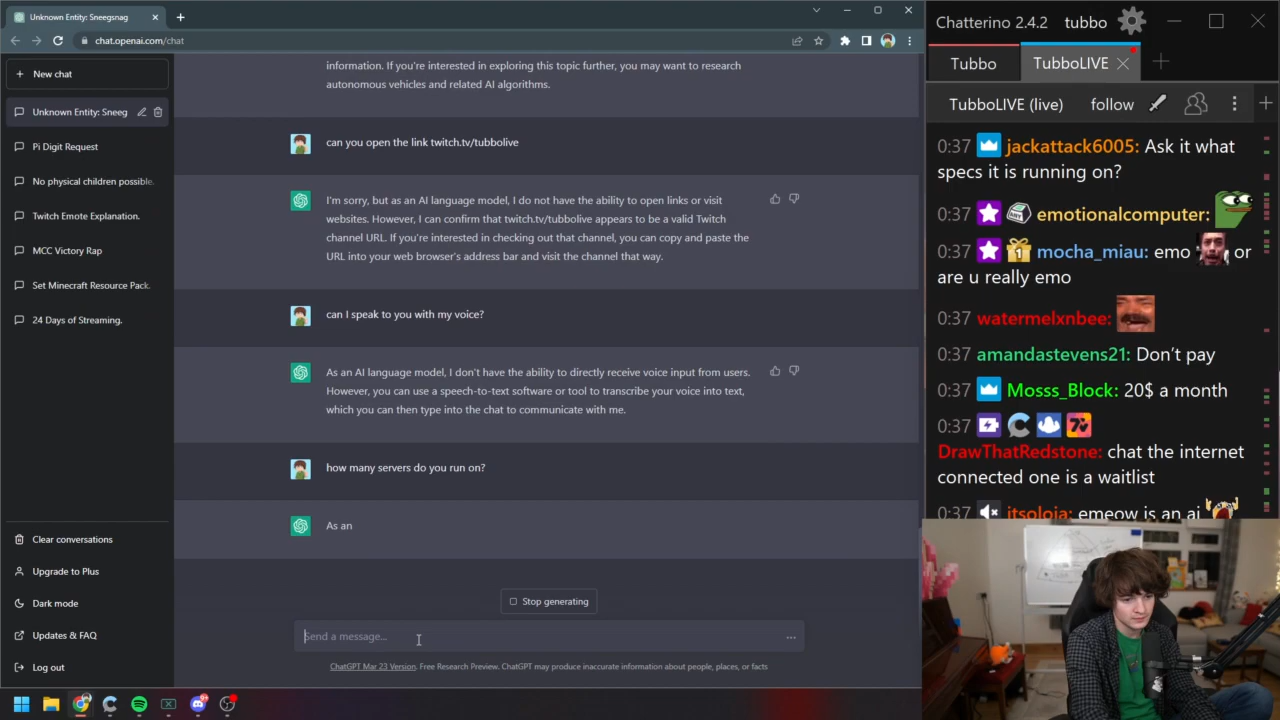 Unknown Entity: Sneegsnag
chat.openai.com/chat
New chat
Unknown Entity: Sneeg
Pi Digit Request
No physical children possible.
Twitch Emote Explanation.
MCC Victory Rap
Set Minecraft Resource Pack.
24 Days of Streaming.
Clear conversations
Upgrade to Plus
Dark mode
Updates & FAQ
Log out
information. If you're interested in exploring this topic further, you may want to research
autonomous vehicles and related AI algorithms.
can you open the link twitch.tv/tubbolive
I'm sorry, but as an AI language model, I do not have the ability to open links or visit
websites. However, I can confirm that twitch.tv/tubbolive appears to be a valid Twitch
channel URL. If you're interested in checking out that channel, you can copy and paste the
URL into your web browser's address bar and visit the channel that way.
can I speak to you with my voice?
As an AI language model, I don't have the ability to directly receive voice input from users.
However, you can use a speech-to-text software or tool to transcribe your voice into text,
which you can then type into the chat to communicate with me.
how many servers do you run on?
As an
Stop generating
Send a message...
ChatGPT Mar 23 Version. Free Research Preview. ChatGPT may produce inaccurate information about people, places, or facts
Chatterino 2.4.2 tubbo
Tubbo TubboLIVE
TubboLIVE (live) follow
0:37 jackattack6005: Ask it what
specs it is running on?
0:37 emotionalcomputer:
0:37 mocha_miau: emo or
are u really emo
0:37 watermelxnbee:
0:37 amandastevens21: Don't pay
0:37 Mosss_Block: 20$ a month
0:37
DrawThatRedstone: chat the internet
connected one is a waitlist
0:37 itsoloja: emeow is an ai